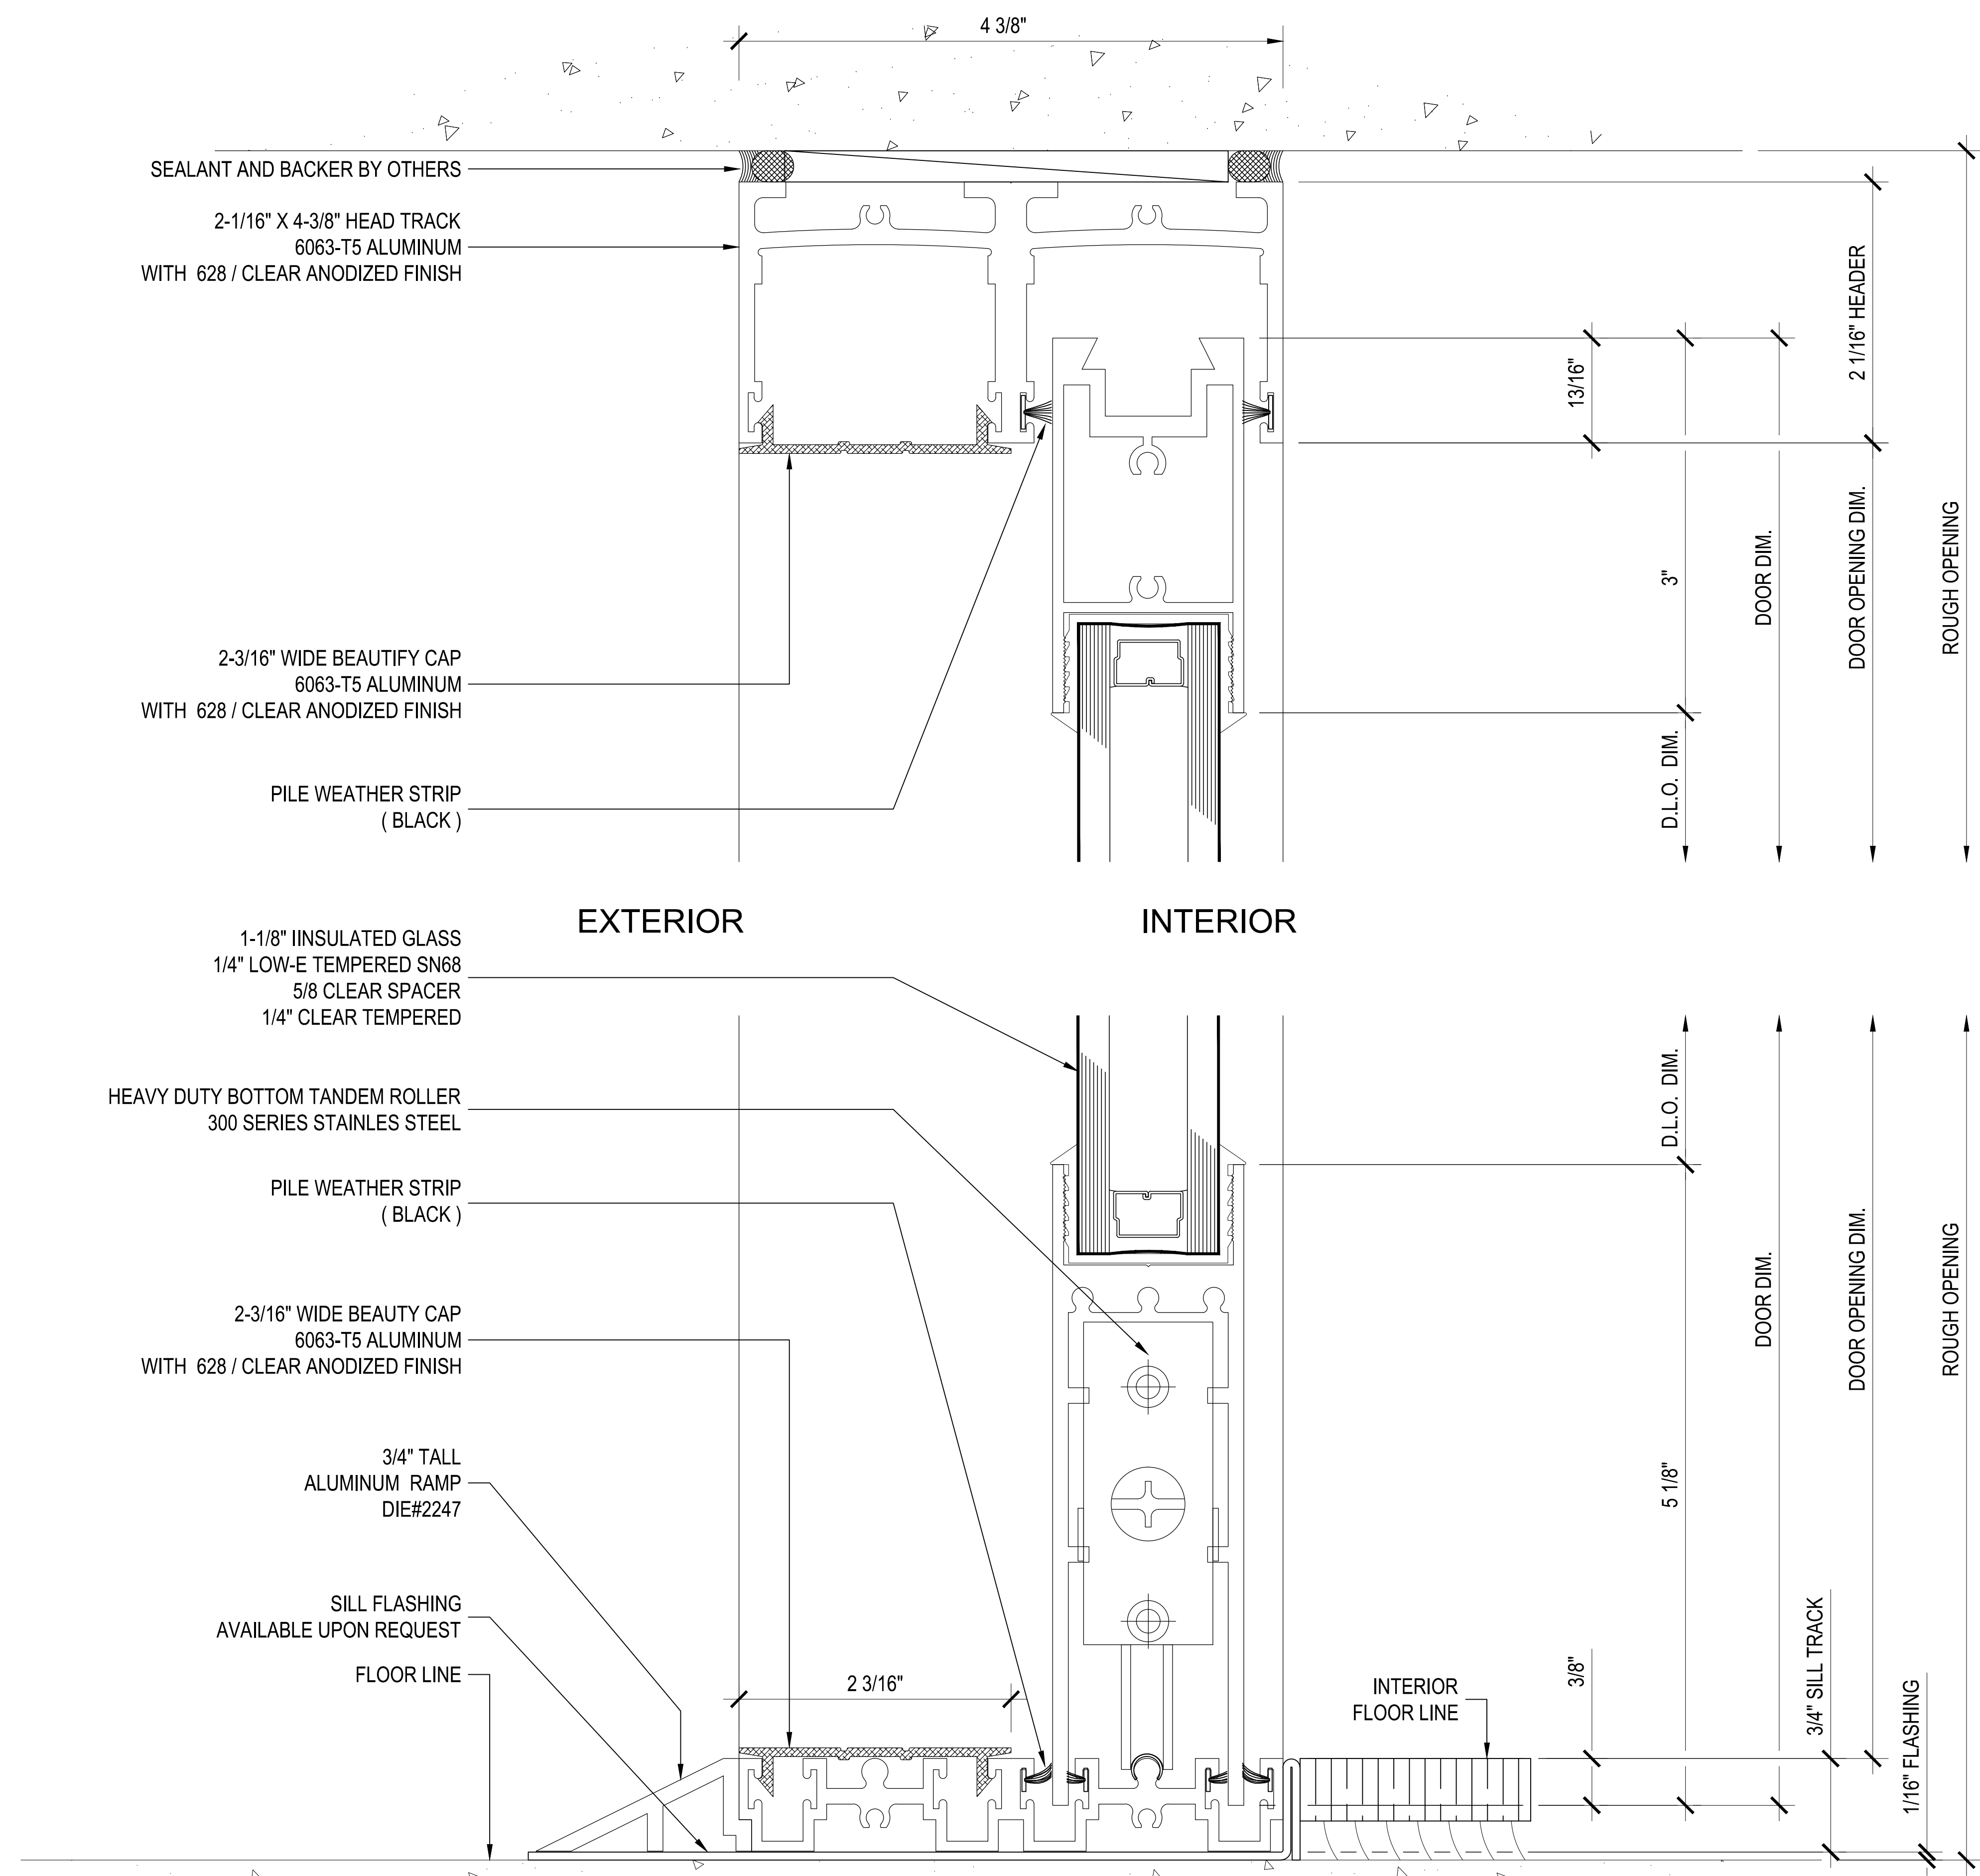 4 3/8"
SEALANT AND BACKER BY OTHERS
2-1/16" X 4-3/8" HEAD TRACK
6063-T5 ALUMINUM
WITH 628 / CLEAR ANODIZED FINISH
2 1/16" HEADER
13/16"
3"
DOOR DIM.
DOOR OPENING DIM.
ROUGH OPENING
2-3/16" WIDE BEAUTIFY CAP
6063-T5 ALUMINUM
WITH 628 / CLEAR ANODIZED FINISH
D.L.O. DIM.
PILE WEATHER STRIP
( BLACK )
EXTERIOR
INTERIOR
1-1/8" IINSULATED GLASS
1/4" LOW-E TEMPERED SN68
5/8 CLEAR SPACER
1/4" CLEAR TEMPERED
HEAVY DUTY BOTTOM TANDEM ROLLER
300 SERIES STAINLES STEEL
D.L.O. DIM.
PILE WEATHER STRIP
( BLACK )
DOOR DIM.
DOOR OPENING DIM.
ROUGH OPENING
2-3/16" WIDE BEAUTY CAP
6063-T5 ALUMINUM
WITH 628 / CLEAR ANODIZED FINISH
5 1/8"
3/4" TALL
ALUMINUM RAMP
DIE#2247
SILL FLASHING
AVAILABLE UPON REQUEST
FLOOR LINE
2 3/16"
INTERIOR
FLOOR LINE
3/8"
3/4" SILL TRACK
1/16" FLASHING